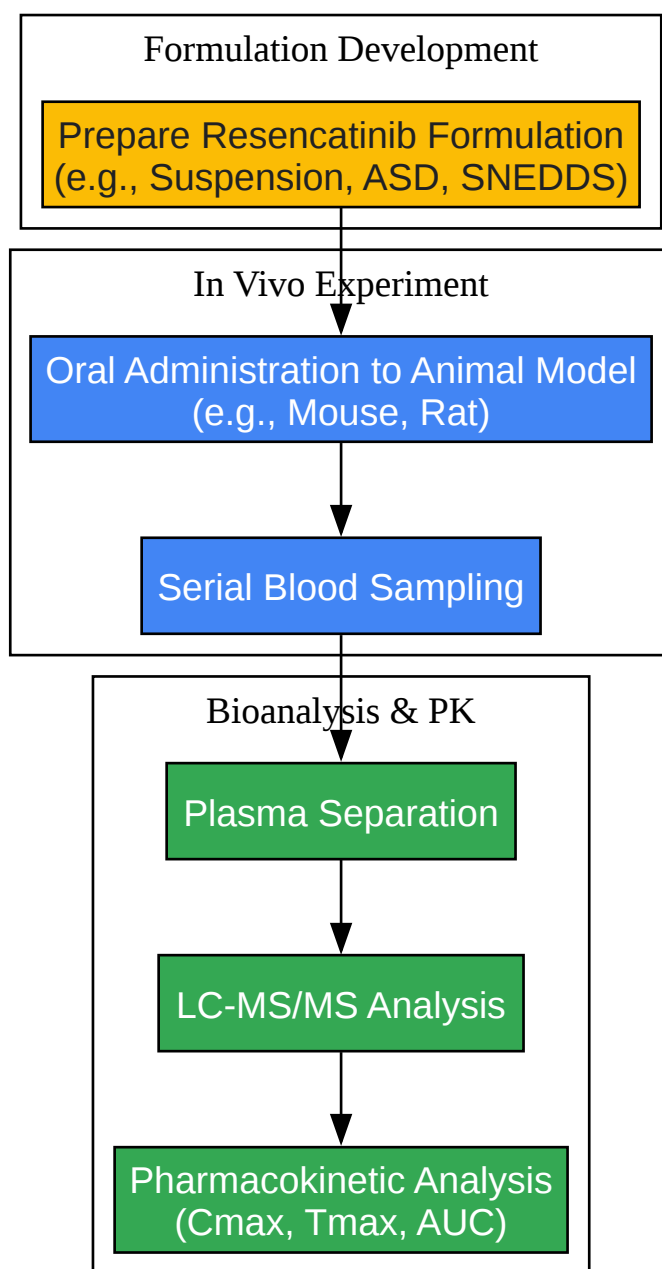 Formulation Development
Prepare Resencatinib Formulation
(e.g., Suspension, ASD, SNEDDS)
In Vivo Experiment
Oral Administration to Animal Model
(e.g., Mouse, Rat)
Serial Blood Sampling
Bioanalysis & PK
Plasma Separation
LC-MS/MS Analysis
Pharmacokinetic Analysis
(Cmax, Tmax, AUC)